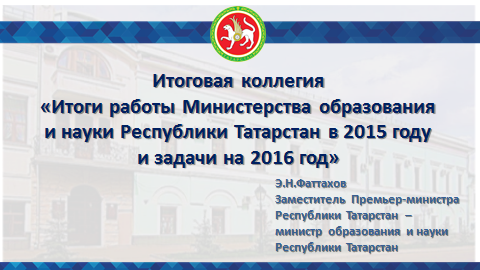 Итоговая коллегия
«Итоги работы Министерства образования
и науки Республики Татарстан в 2015 году
и задачи на 2016 год»
Э.Н.Фаттахов
Заместитель Премьер-министра
Республики Татарстан –
министр образования и науки
Республики Татарстан